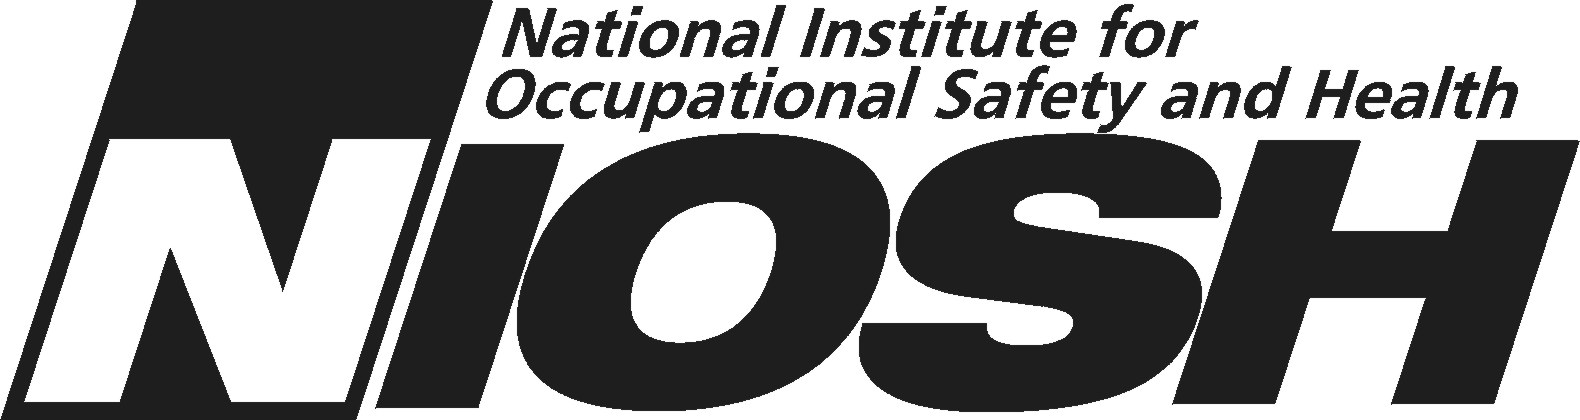 National Institute for
Occupational Safety and Health
NIOSH